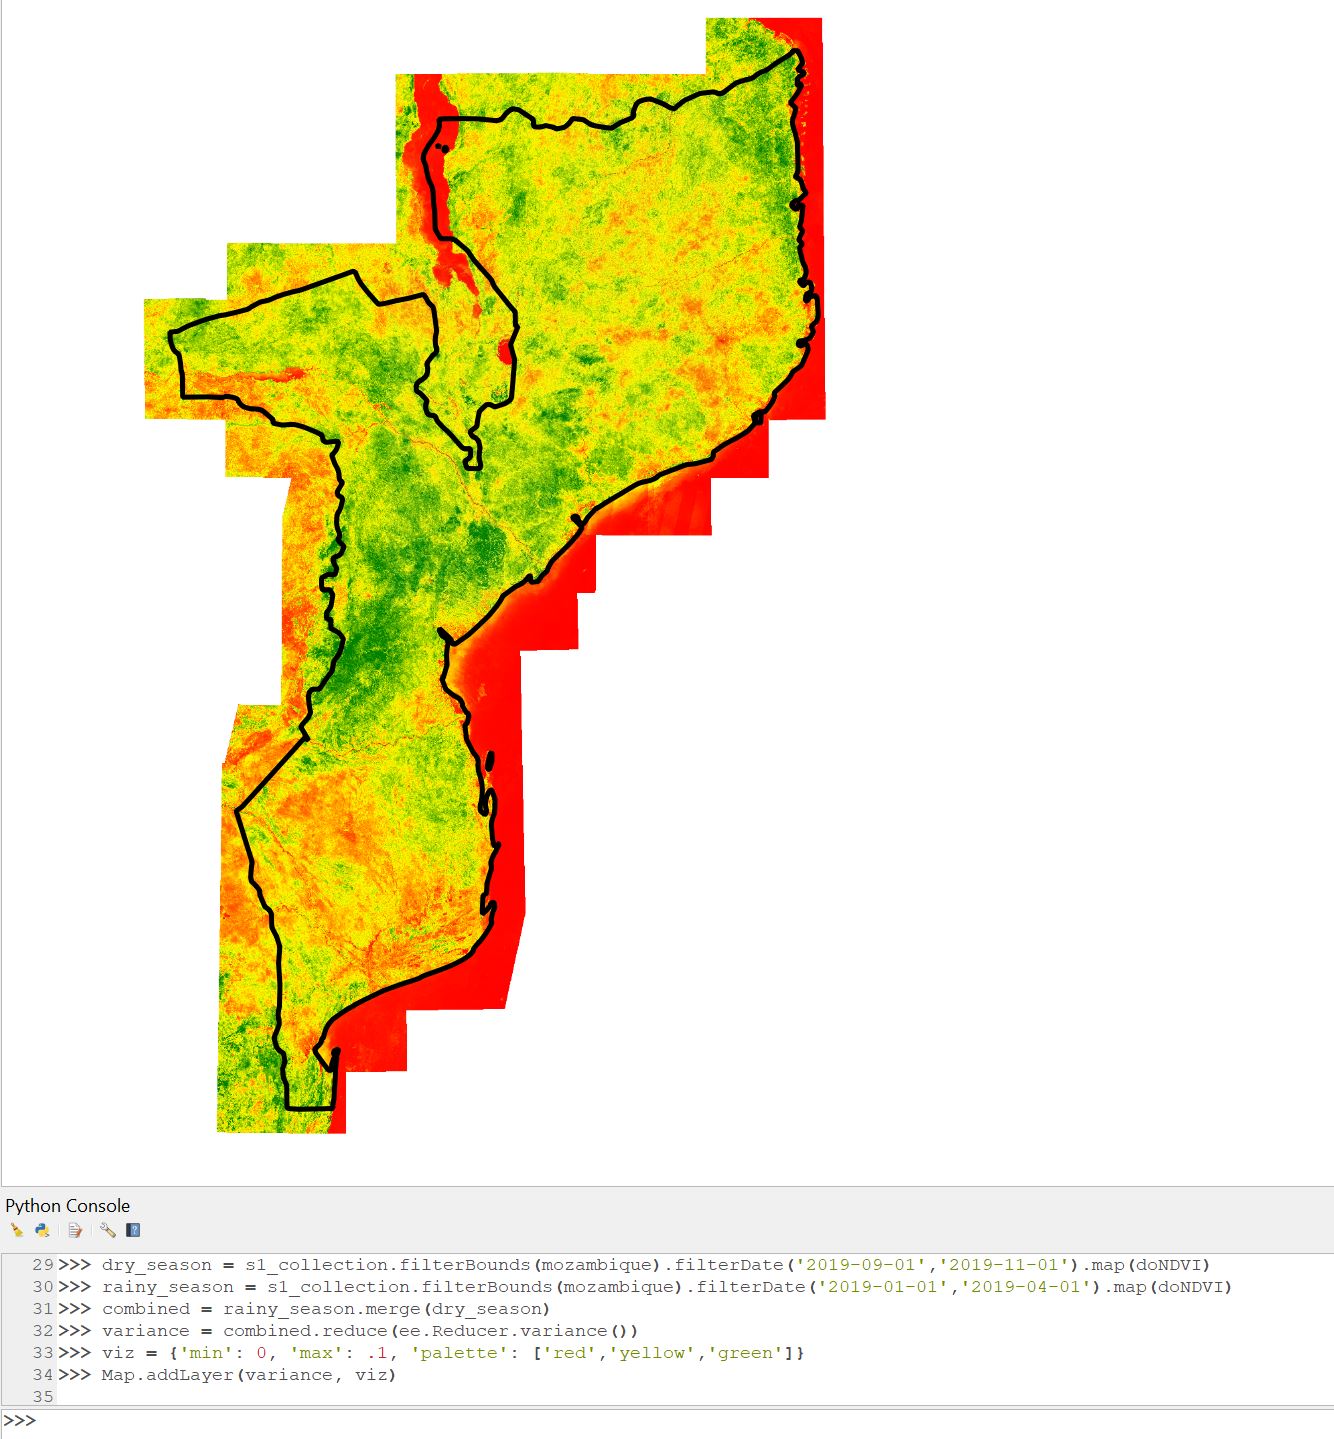 Python Console
29 >>> dry_season = s1_collection.filterBounds(mozambique).filterDate('2019-09-01','2019-11-01').map(doNDVI)
30 >>> rainy_season = s1_collection.filterBounds(mozambique).filterDate('2019-01-01','2019-04-01').map(doNDVI)
31 >>> combined = rainy_season.merge(dry_season)
32 >>> variance = combined.reduce(ee.Reducer.variance())
33 >>> viz = {'min': 0, 'max': .1, 'palette': ['red','yellow','green']}
34 >>> Map.addLayer(variance, viz)
35
>>>